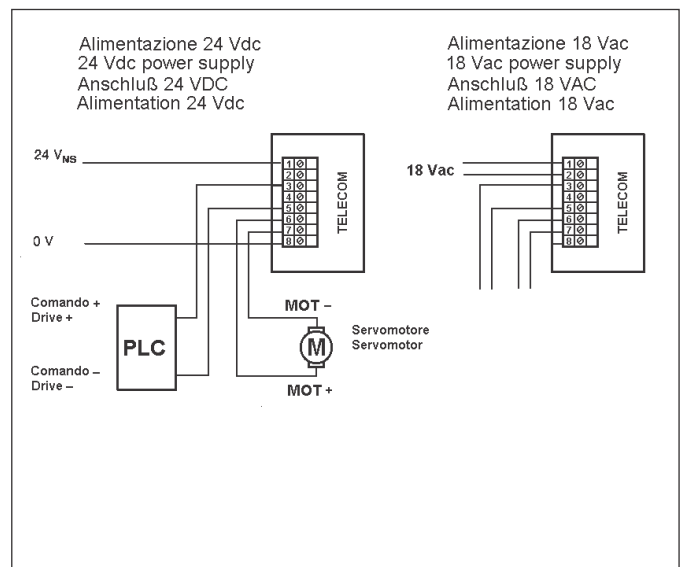 Alimentazione 24 Vdc
24 Vdc power supply
Anschluß 24 VDC
Alimentation 24 Vdc
Alimentazione 18 Vac
18 Vac power supply
Anschluß 18 VAC
Alimentation 18 Vac
24 VNS
0 V
1
2
3
4
5
6
7
8
TELECOM
18 Vac
1
2
3
4
5
6
7
8
TELECOM
Comando +
Drive +
PLC
Comando –
Drive –
MOT –
M
Servomotore
Servomotor
MOT +